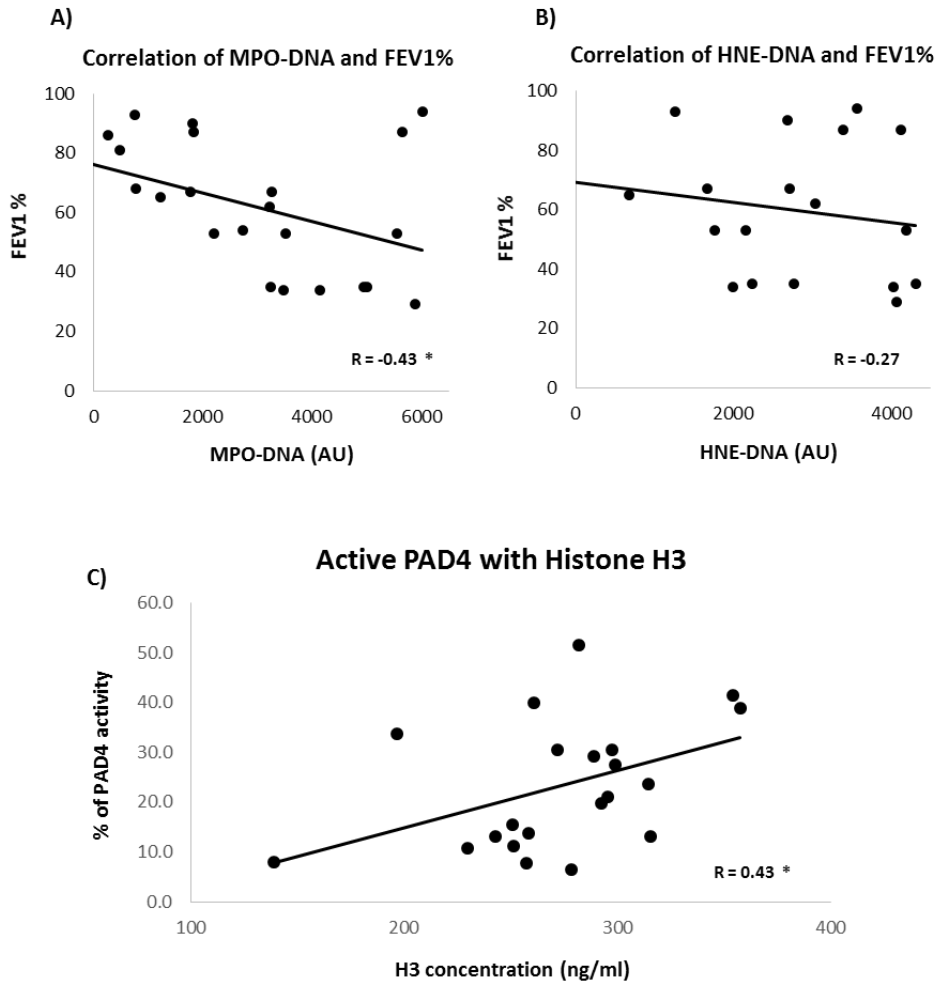 A)
Correlation of MPO-DNA and FEV1%
100
80
60
40
20
0
FEV1 %
0 2000 4000 6000
MPO-DNA (AU)
R = -0.43 *
B)
Correlation of HNE-DNA and FEV1%
100
80
60
40
20
0
FEV1 %
0 2000 4000
HNE-DNA (AU)
R = -0.27
C)
Active PAD4 with Histone H3
60.0
50.0
40.0
30.0
20.0
10.0
0.0
% of PAD4 activity
100 200 300 400
H3 concentration (ng/ml)
R = 0.43 *